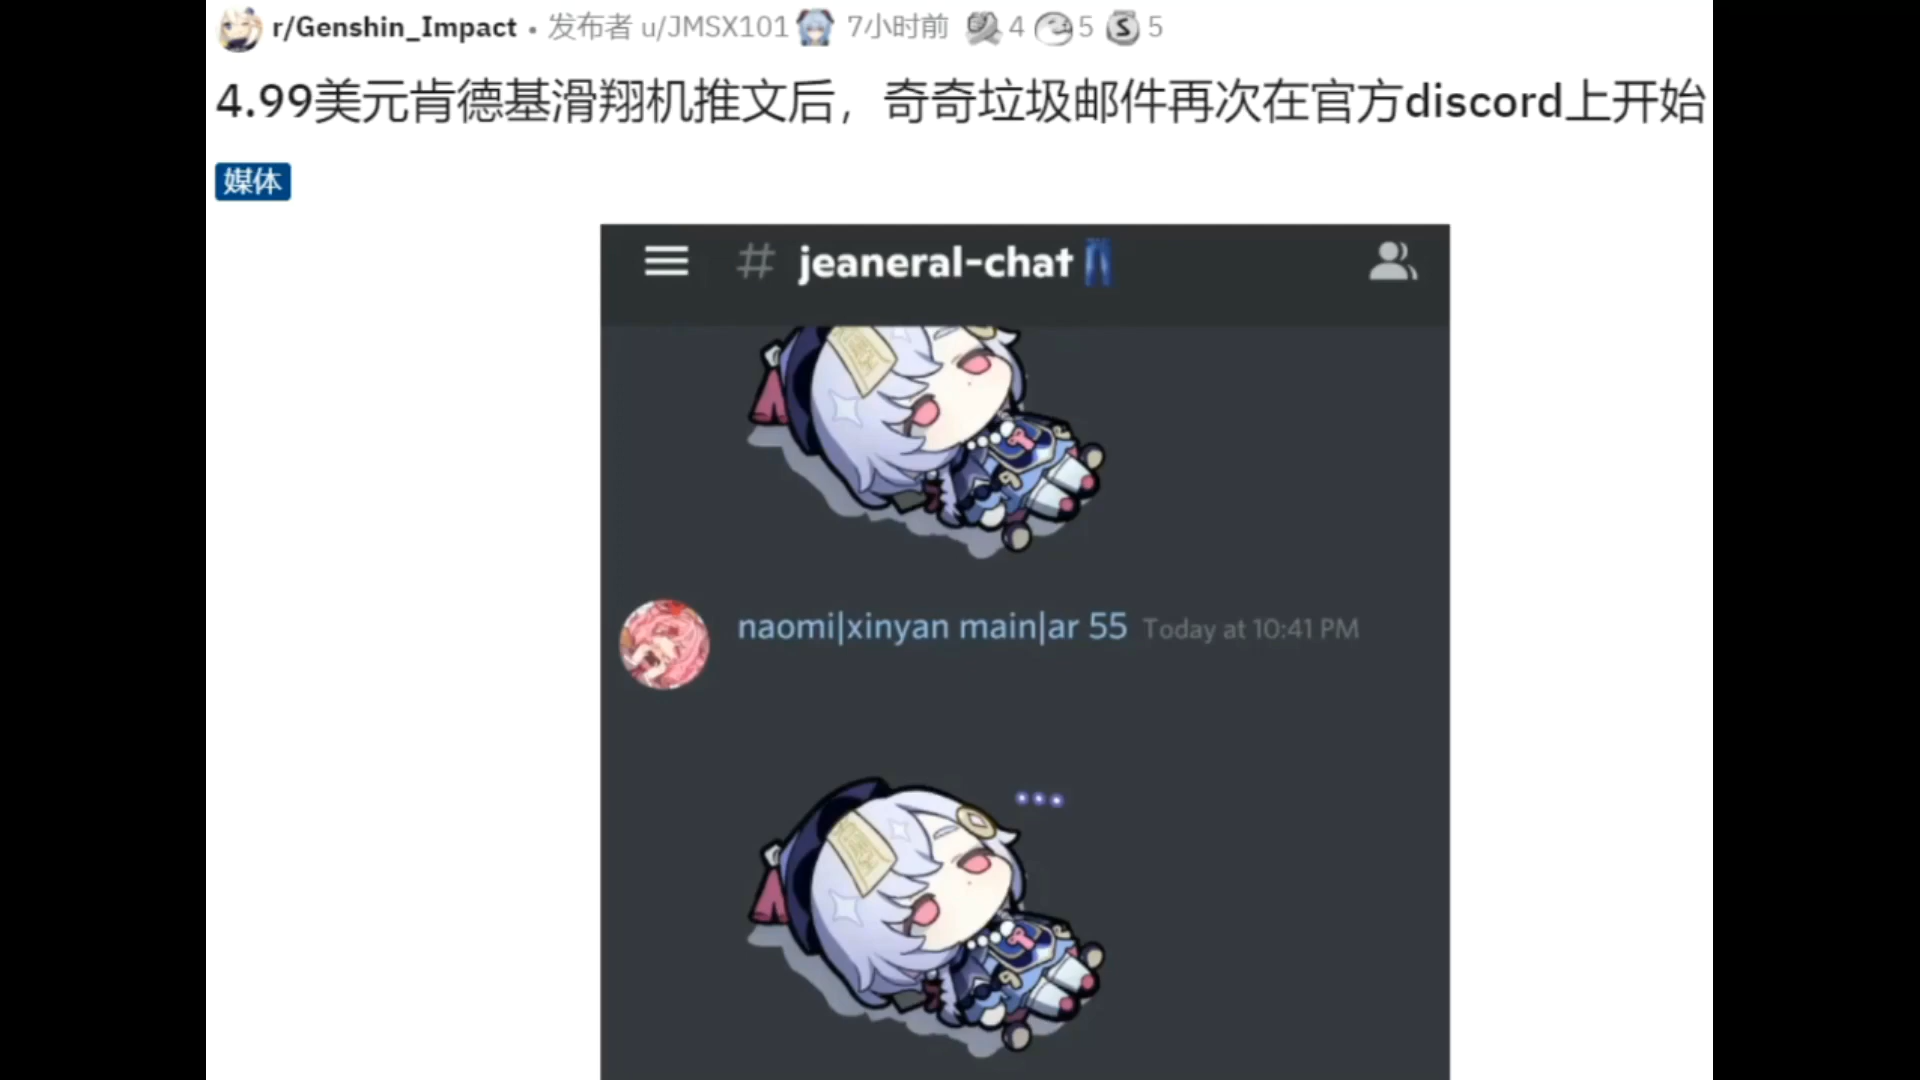 r/Genshin_Impact • 发布者 u/JMSX101 7小时前 4 5 S 5
4.99美元肯德基滑翔机推文后，奇奇垃圾邮件再次在官方discord上开始
媒体
# jeaneral-chat
naomi|xinyan main|ar 55 Today at 10:41 PM